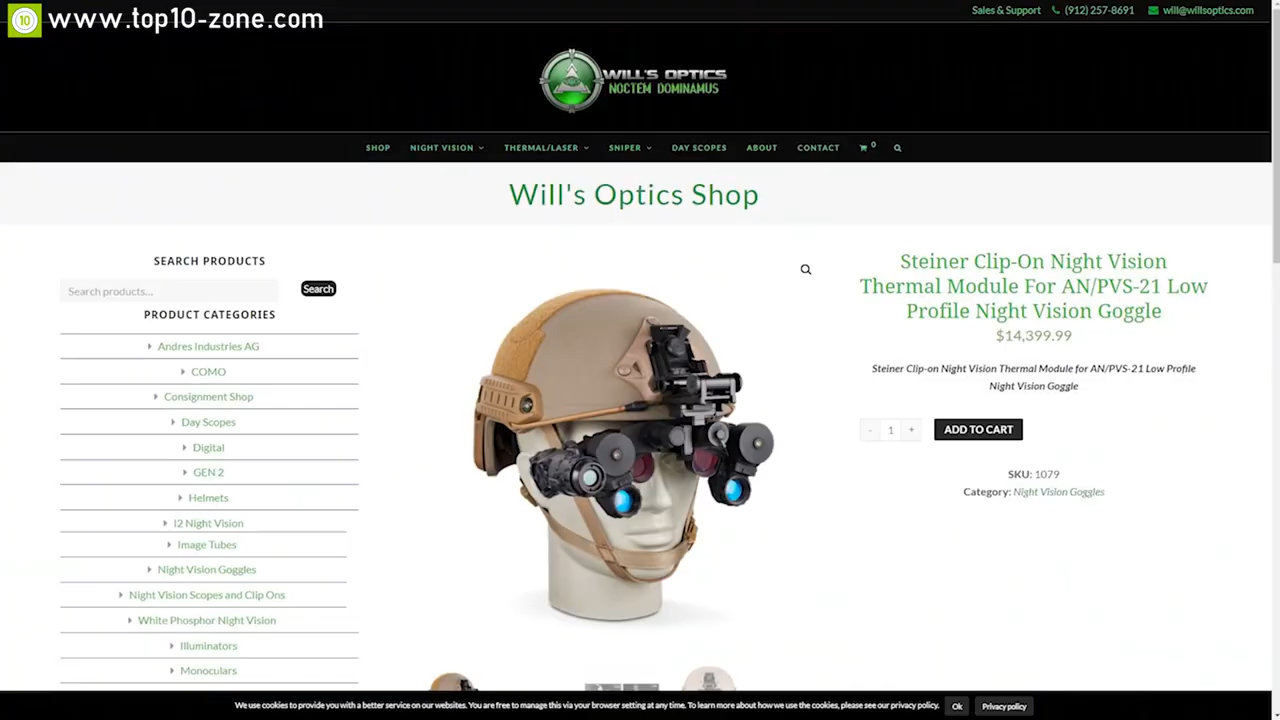 10 www.top10-zone.com
Sales & Support (912) 257-8691 will@willsoptics.com
WILL'S OPTICS
NOCTEM DOMINAMUS
SHOP NIGHT VISION THERMAL/LASER SNIPER DAY SCOPES ABOUT CONTACT 0
Will's Optics Shop
SEARCH PRODUCTS
Search products... Search
PRODUCT CATEGORIES
Andres Industries AG
COMO
Consignment Shop
Day Scopes
Digital
GEN 2
Helmets
I2 Night Vision
Image Tubes
Night Vision Goggles
Night Vision Scopes and Clip Ons
White Phosphor Night Vision
Illuminators
Monoculars
Steiner Clip-On Night Vision
Thermal Module For AN/PVS-21 Low
Profile Night Vision Goggle
$14,399.99
Steiner Clip-on Night Vision Thermal Module for AN/PVS-21 Low Profile
Night Vision Goggle
- 1 + ADD TO CART
SKU: 1079
Category: Night Vision Goggles
We use cookies to provide you with a better service on our websites. You are free to manage this via your browser setting at any time. To learn more about how we use the cookies, please see our privacy policy. Ok Privacy policy